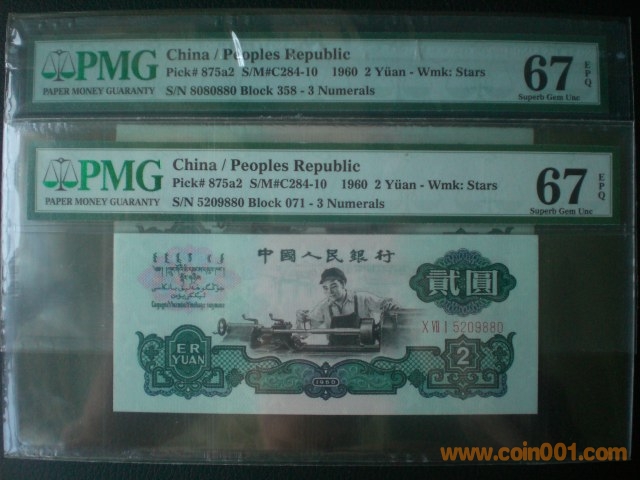 PMG
PAPER MONEY GUARANTY
China / Peoples Republic
Pick# 875a2 S/M#C284-10 1960 2 Yüan - Wmk: Stars
S/N 8080880 Block 358 - 3 Numerals
67 EPQ
Superb Gem Unc
PMG
PAPER MONEY GUARANTY
China / Peoples Republic
Pick# 875a2 S/M#C284-10 1960 2 Yüan - Wmk: Stars
S/N 5209880 Block 071 - 3 Numerals
67 EPQ
Superb Gem Unc
中國人民銀行
貳圓
X VII I 5209880
ER
YUAN
1960
2
www.coin001.com